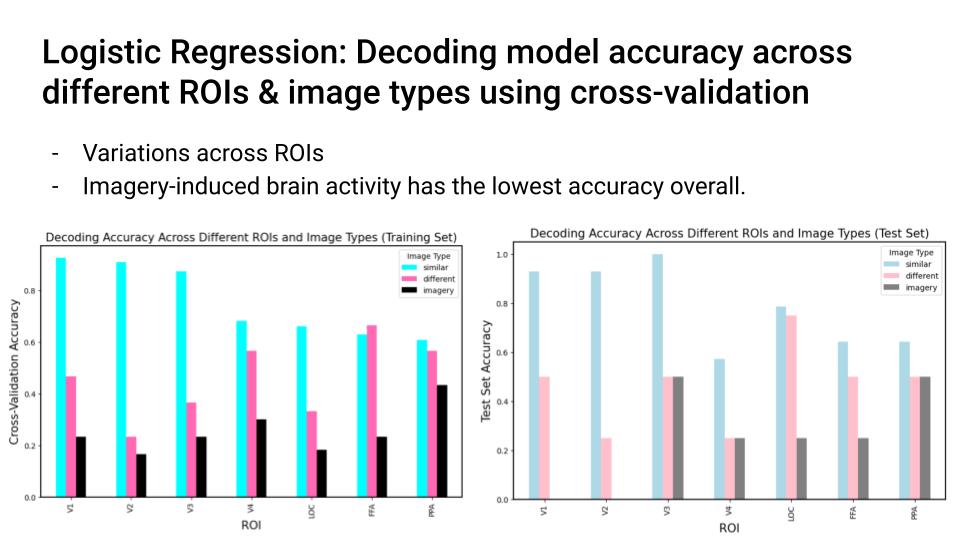 Logistic Regression: Decoding model accuracy across
different ROIs & image types using cross-validation
- Variations across ROIs
- Imagery-induced brain activity has the lowest accuracy overall.
Decoding Accuracy Across Different ROIs and Image Types (Training Set)
Image Type
similar
different
imagery
Cross-Validation Accuracy
0.8
0.6
0.4
0.2
0.0
V1
V2
V3
V4
LOC
FFA
PPA
ROI
Decoding Accuracy Across Different ROIs and Image Types (Test Set)
Image Type
similar
different
imagery
Test Set Accuracy
1.0
0.8
0.6
0.4
0.2
0.0
V1
V2
V3
V4
LOC
FFA
PPA
ROI